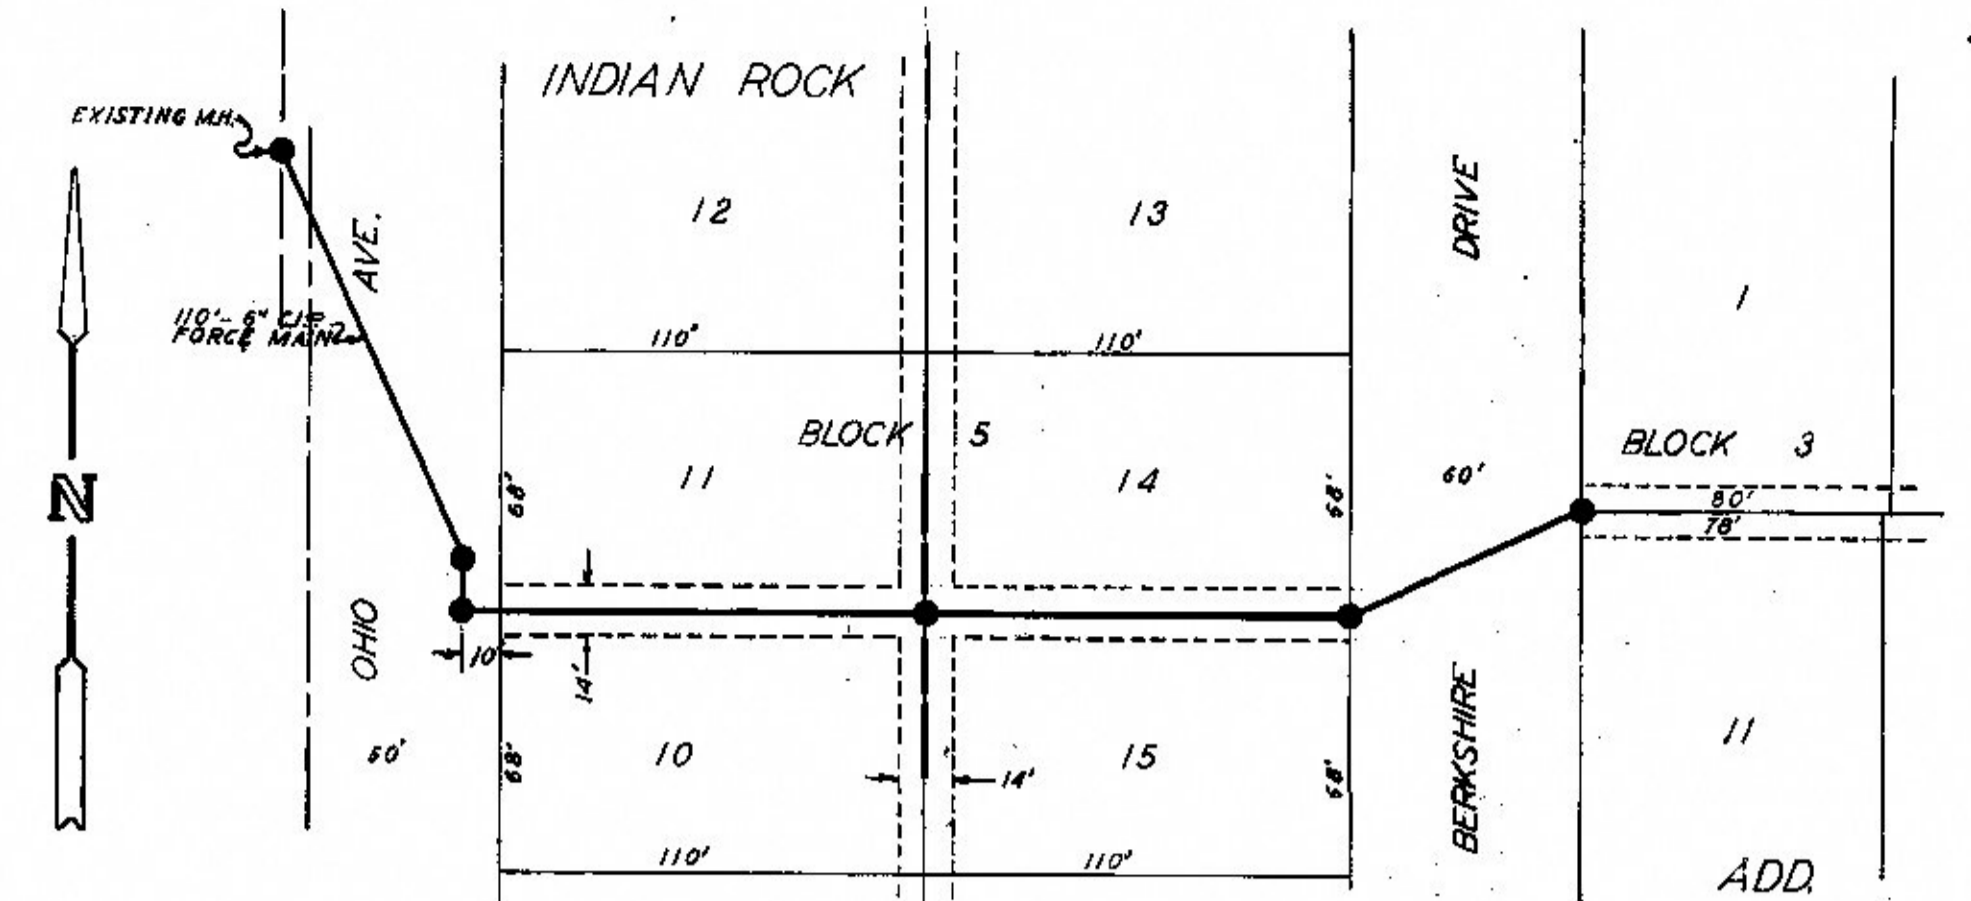 INDIAN ROCK
EXISTING M.H.
12
13
DRIVE
AVE.
1
110'- 6" C.I.P.
FORCE MAIN
110'
110'
BLOCK 5
BLOCK 3
11
68'
14
68'
60'
80'
78'
N
OHIO
10'
14'
60'
68'
10
14'
15
68'
BERKSHIRE
11
110'
110'
ADD.